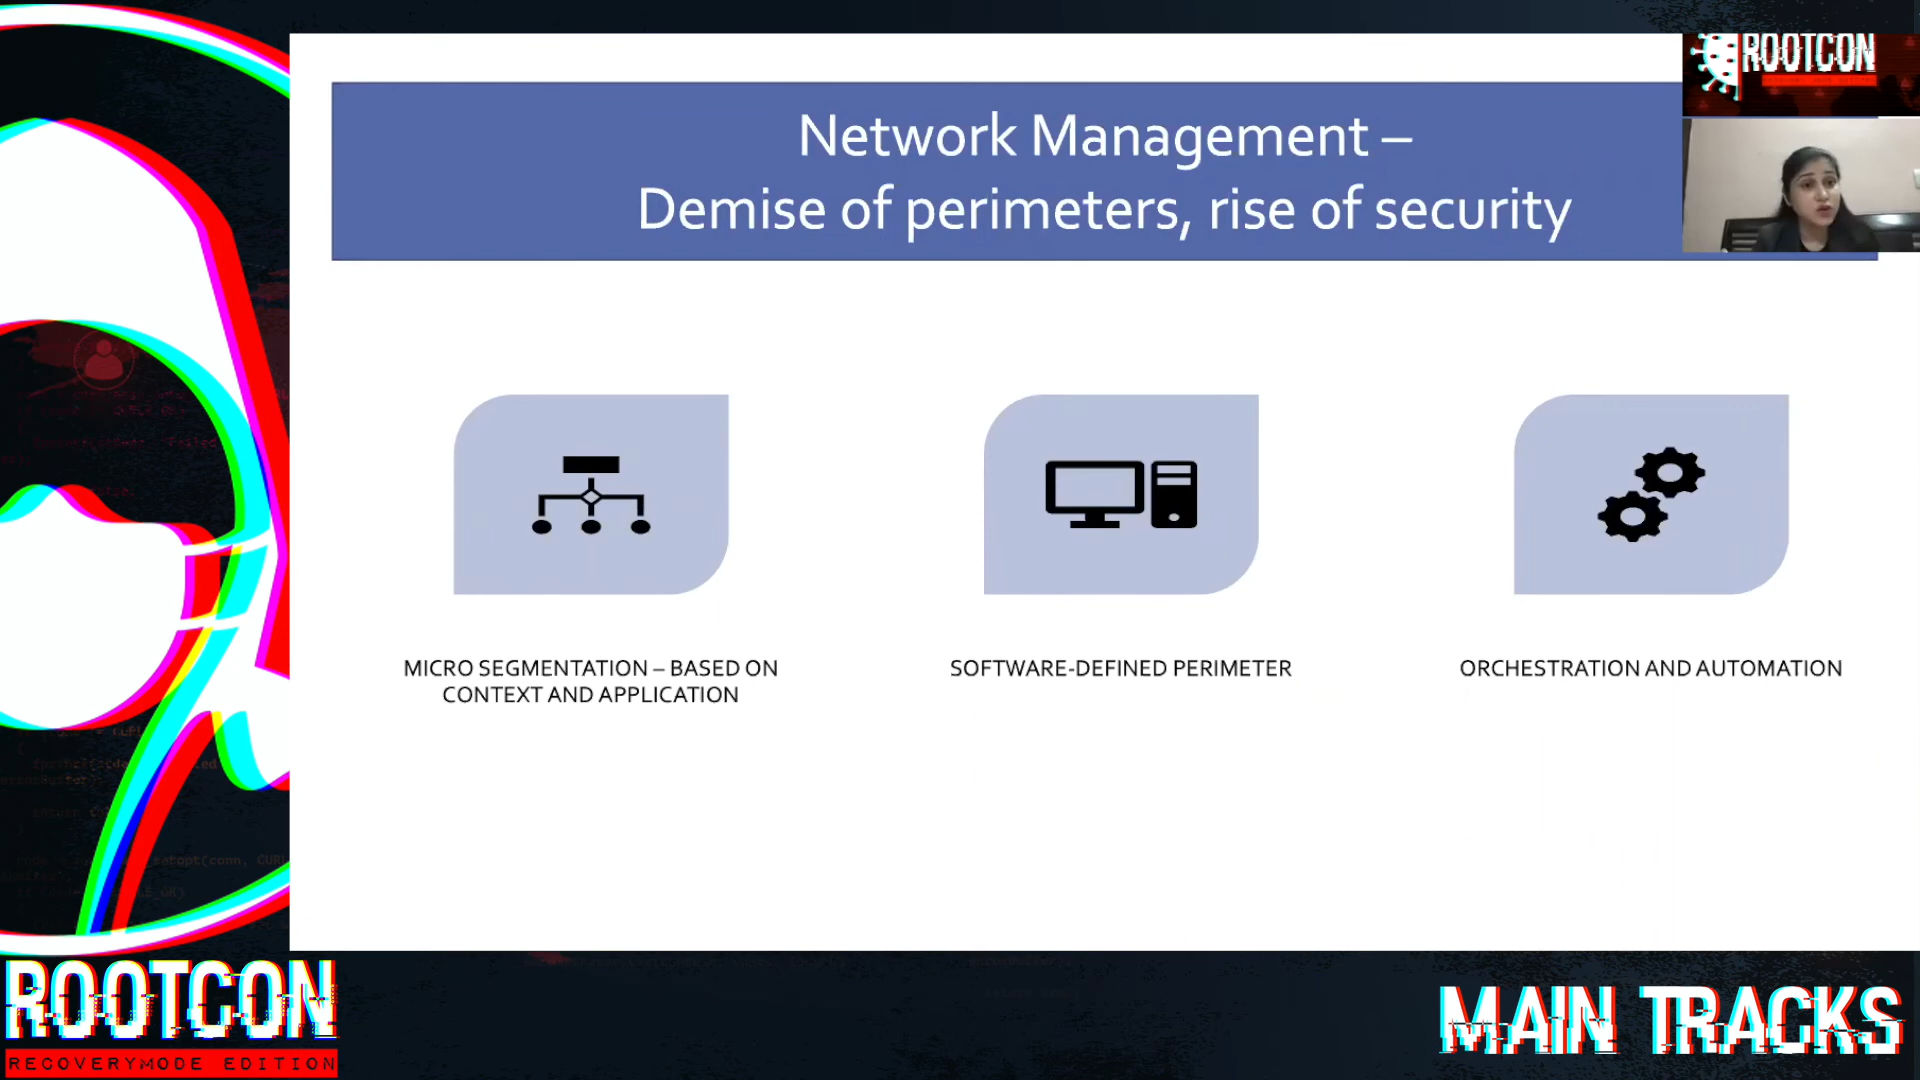 ROOTCON
Network Management –
Demise of perimeters, rise of security
MICRO SEGMENTATION – BASED ON
CONTEXT AND APPLICATION
SOFTWARE-DEFINED PERIMETER
ORCHESTRATION AND AUTOMATION
ROOTCON
RECOVERYMODE EDITION
MAIN TRACKS